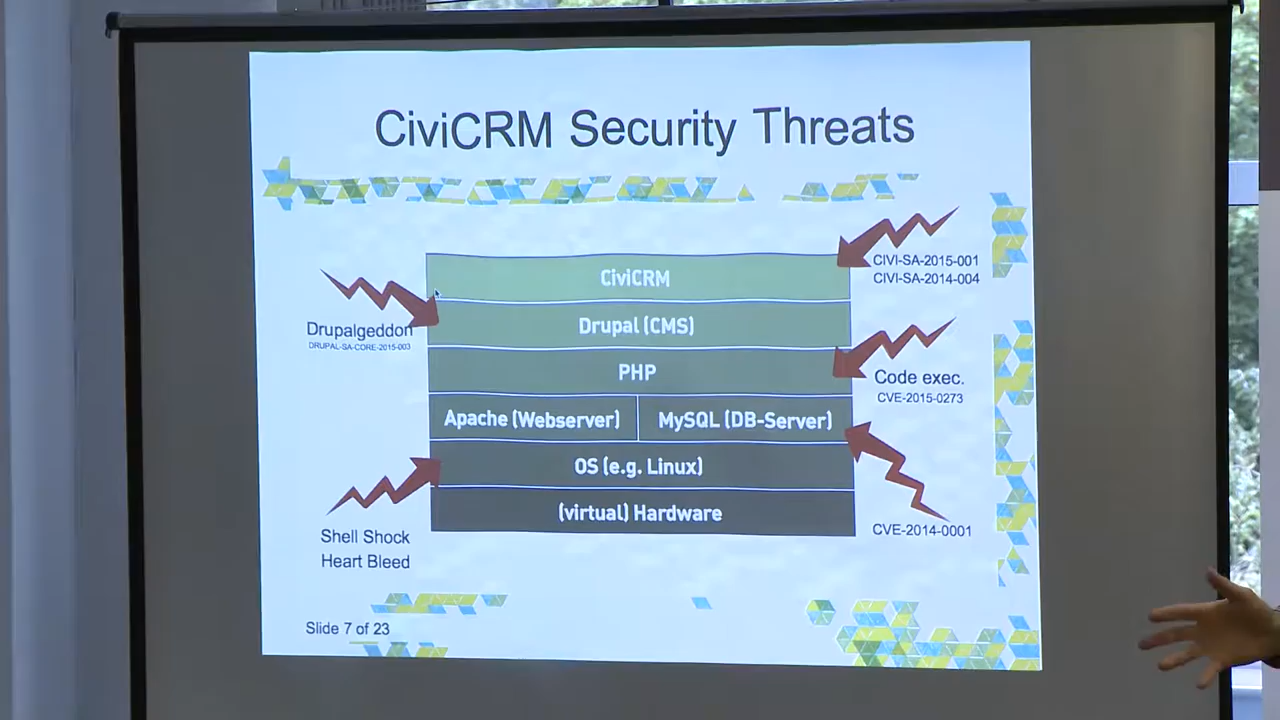 CiviCRM Security Threats
CIVI-SA-2015-001
CIVI-SA-2014-004
CiviCRM
Drupalgeddon
DRUPAL-SA-CORE-2015-003
Drupal (CMS)
PHP
Code exec.
CVE-2015-0273
Apache (Webserver)
MySQL (DB-Server)
OS (e.g. Linux)
(virtual) Hardware
Shell Shock
Heart Bleed
CVE-2014-0001
Slide 7 of 23